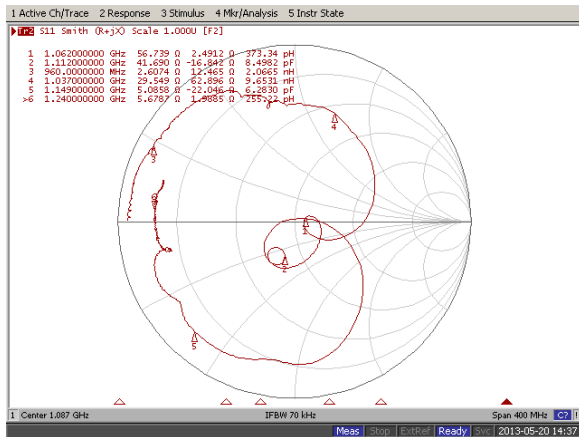 1 Active Ch/Trace 2 Response 3 Stimulus 4 Mkr/Analysis 5 Instr State
Tr2 S11 Smith (R+jX) Scale 1.000U [F2]
1 1.062000000 GHz 56.739 Ω 2.4912 Ω 373.34 pH
2 1.112000000 GHz 41.690 Ω -16.842 Ω 8.4982 pF
3 960.0000000 MHz 2.6074 Ω 12.465 Ω 2.0665 nH
4 1.037000000 GHz 29.549 Ω 62.896 Ω 9.6531 nH
5 1.149000000 GHz 5.0858 Ω -22.046 Ω 6.2830 pF
>6 1.240000000 GHz 5.6787 Ω 1.9885 Ω 255.22 pH
4
3
6
1
2
5
1 Center 1.087 GHz IFBW 70 kHz Span 400 MHz C? !
Meas Stop ExtRef Ready Svc 2013-05-20 14:37